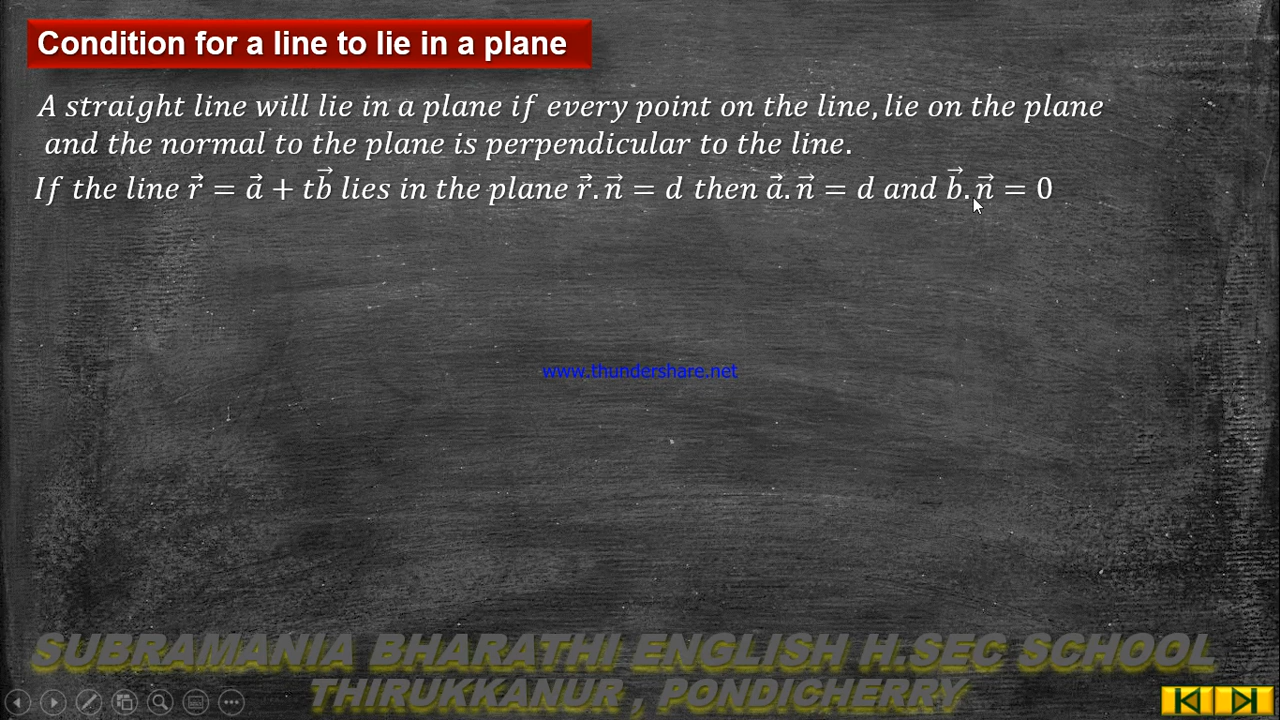 Condition for a line to lie in a plane
A straight line will lie in a plane if every point on the line, lie on the plane
and the normal to the plane is perpendicular to the line.
If the line r⃗ = a⃗ + tb⃗ lies in the plane r⃗.n⃗ = d then a⃗.n⃗ = d and b⃗.n⃗ = 0
www.thundershare.net
SUBRAMANIA BHARATHI ENGLISH H.SEC SCHOOL
THIRUKKANUR , PONDICHERRY